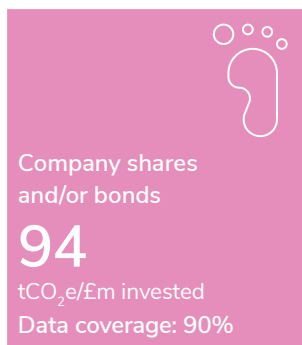 Company shares
and/or bonds
94
tCO₂e/£m invested
Data coverage: 90%